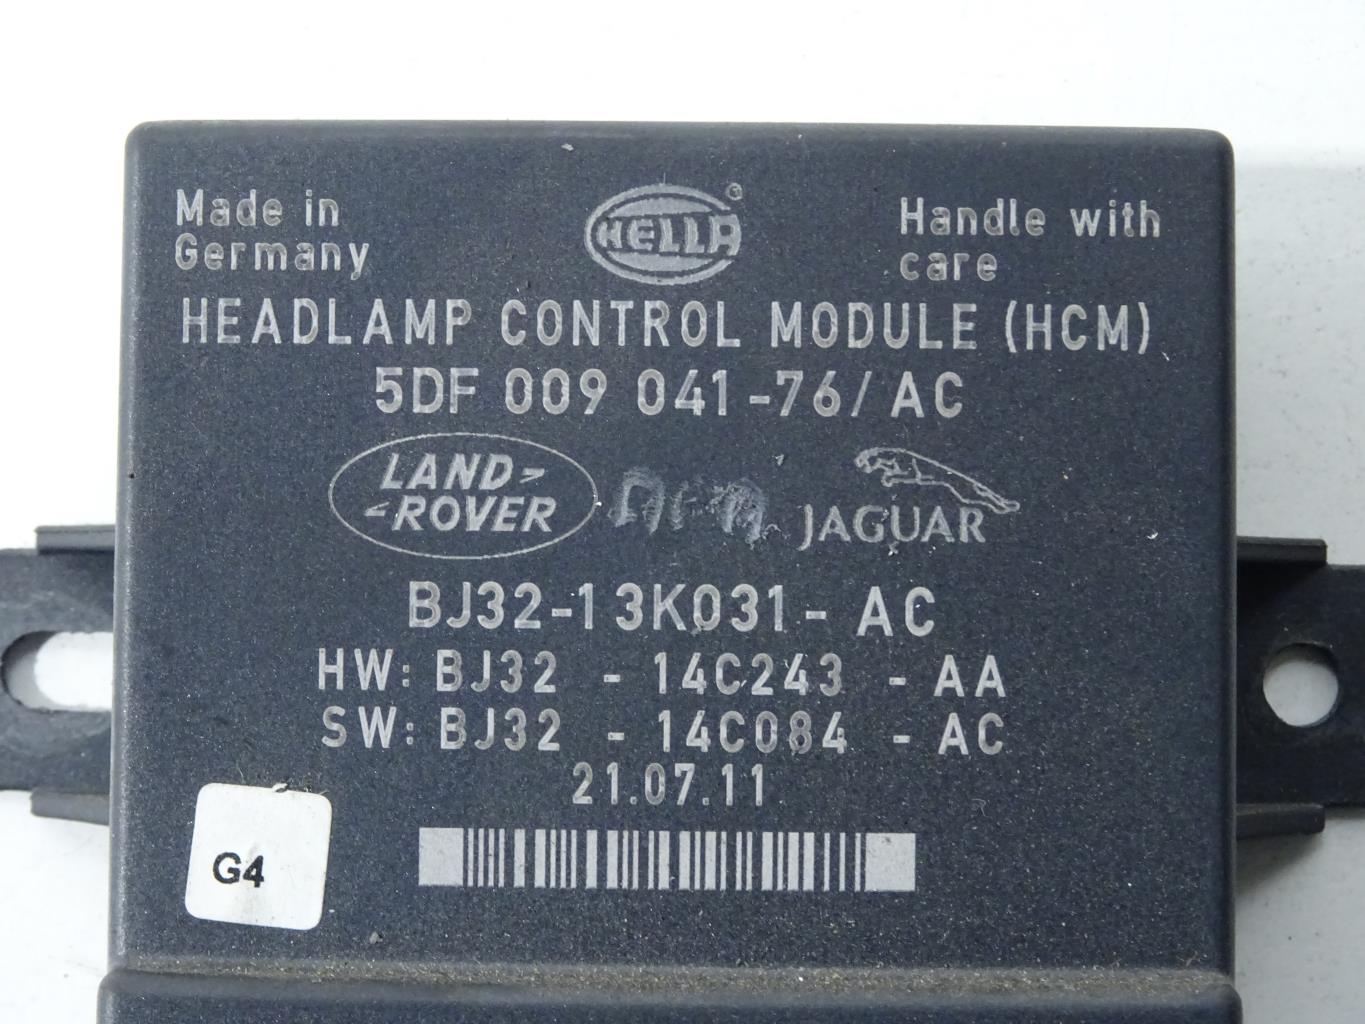 Made in
Germany
HELLA®
Handle with
care
HEADLAMP CONTROL MODULE (HCM)
5DF 009 041-76/ AC
LAND
ROVER
JAGUAR
BJ32-13K031- AC
HW: BJ32 - 14C243 - AA
SW: BJ32 - 14C084 - AC
21.07.11
G4